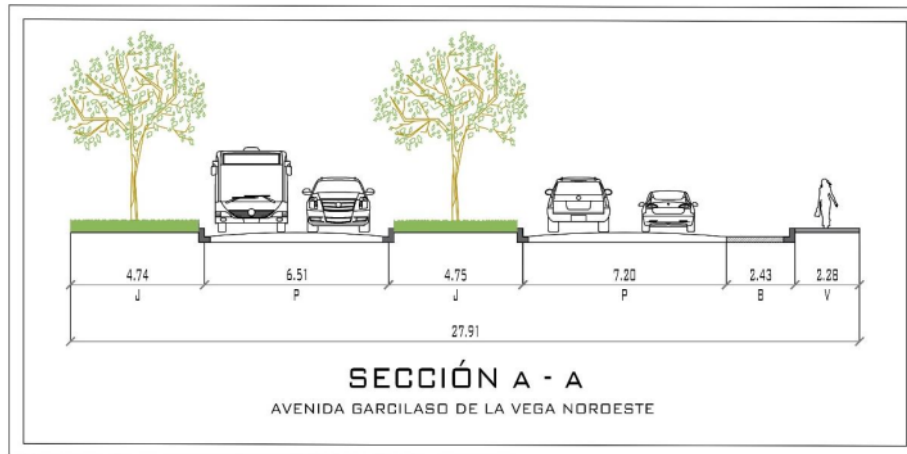 4.74 6.51 4.75 7.20 2.43 2.28
J P J P B V
27.91
SECCIÓN A - A
AVENIDA GARCILASO DE LA VEGA NOROESTE